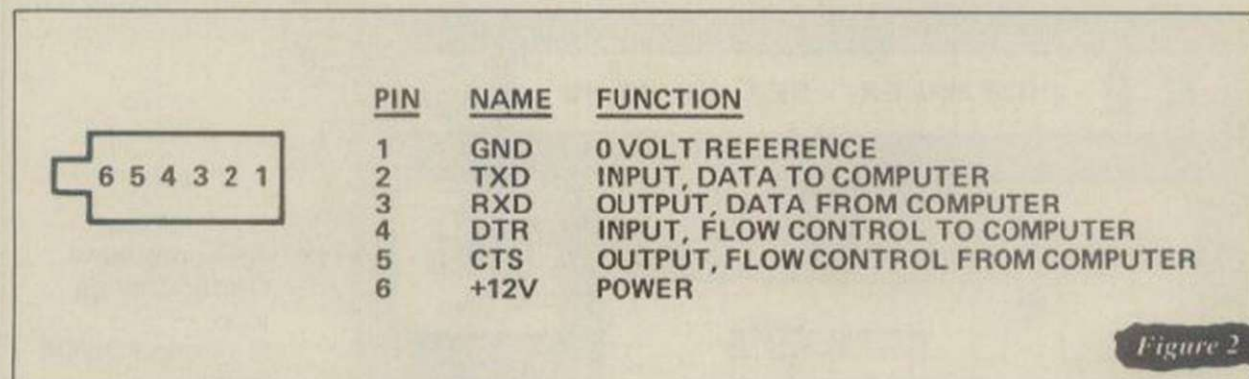 PIN NAME FUNCTION
6 5 4 3 2 1
1 GND 0 VOLT REFERENCE
2 TXD INPUT, DATA TO COMPUTER
3 RXD OUTPUT, DATA FROM COMPUTER
4 DTR INPUT, FLOW CONTROL TO COMPUTER
5 CTS OUTPUT, FLOW CONTROL FROM COMPUTER
6 +12V POWER
Figure 2